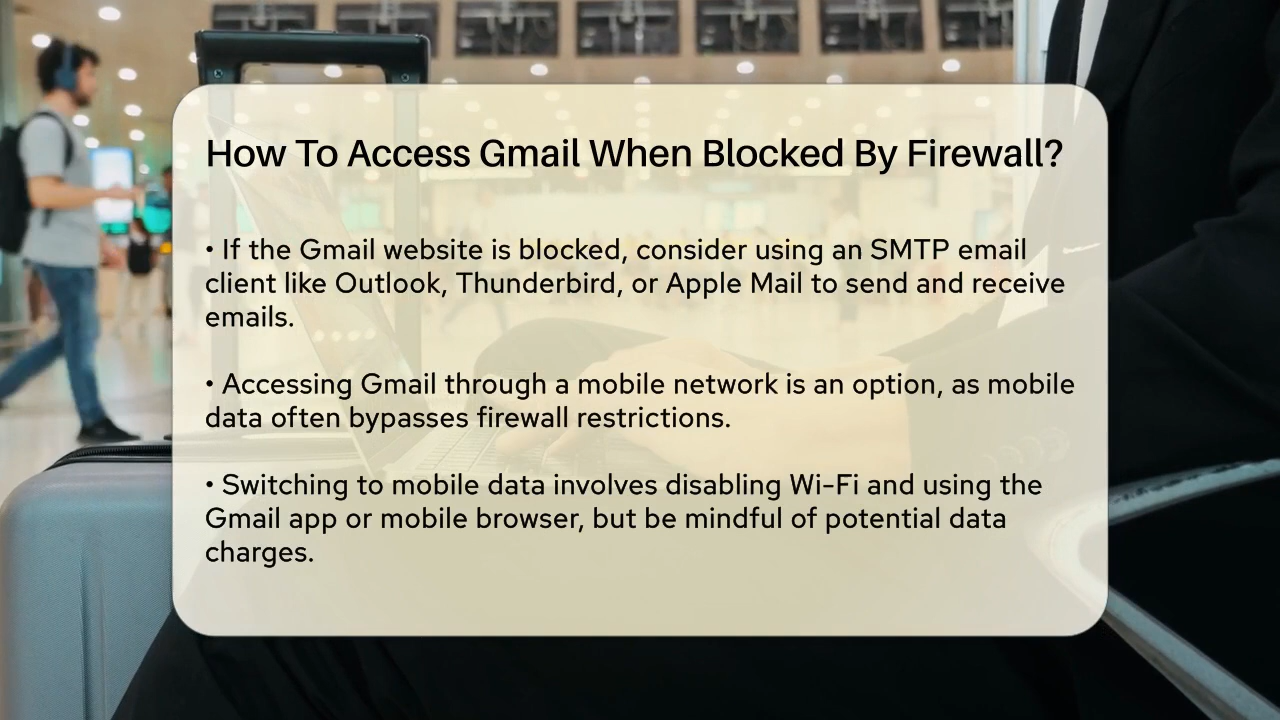 How To Access Gmail When Blocked By Firewall?
• If the Gmail website is blocked, consider using an SMTP email
client like Outlook, Thunderbird, or Apple Mail to send and receive
emails.
• Accessing Gmail through a mobile network is an option, as mobile
data often bypasses firewall restrictions.
• Switching to mobile data involves disabling Wi-Fi and using the
Gmail app or mobile browser, but be mindful of potential data
charges.